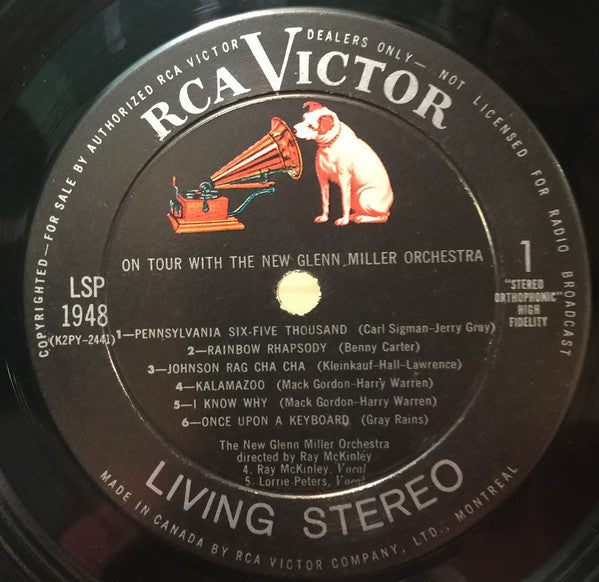 COPYRIGHTED—FOR SALE BY AUTHORIZED RCA VICTOR DEALERS ONLY— NOT LICENSED FOR RADIO BROADCAST
RCA VICTOR
ON TOUR WITH THE NEW GLENN MILLER ORCHESTRA
LSP
1948
(K2PY-2441)
1
"STEREO
ORTHOPHONIC"
HIGH
FIDELITY
1—PENNSYLVANIA SIX-FIVE THOUSAND (Carl Sigman-Jerry Gray)
2—RAINBOW RHAPSODY (Benny Carter)
3—JOHNSON RAG CHA CHA (Kleinkauf-Hall-Lawrence)
4—KALAMAZOO (Mack Gordon-Harry Warren)
5—I KNOW WHY (Mack Gordon-Harry Warren)
6—ONCE UPON A KEYBOARD (Gray Rains)
The New Glenn Miller Orchestra
directed by Ray McKinley
4. Ray McKinley, Vocal
5. Lorrie Peters, Vocal
LIVING STEREO
MADE IN CANADA BY RCA VICTOR COMPANY, LTD., MONTREAL